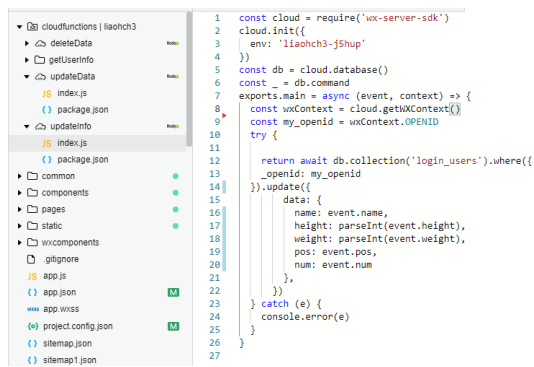 cloudfunctions | liaohch3
deleteData
getUserInfo
updateData
JS index.js
{ } package.json
updateInfo
JS index.js
{ } package.json
common
components
pages
static
wxcomponents
.gitignore
JS app.js
{ } app.json M
wxss app.wxss
{o} project.config.json M
{ } sitemap.json
{ } sitemap1.json
1 const cloud = require('wx-server-sdk')
2 cloud.init({
3 env: 'liaohch3-j5hup'
4 })
5 const db = cloud.database()
6 const _ = db.command
7 exports.main = async (event, context) => {
8 const wxContext = cloud.getWXContext()
9 const my_openid = wxContext.OPENID
10 try {
11
12 return await db.collection('login_users').where({
13 _openid: my_openid
14 }).update({
15 data: {
16 name: event.name,
17 height: parseInt(event.height),
18 weight: parseInt(event.weight),
19 pos: event.pos,
20 num: event.num
21 },
22 })
23 } catch (e) {
24 console.error(e)
25 }
26 }
27